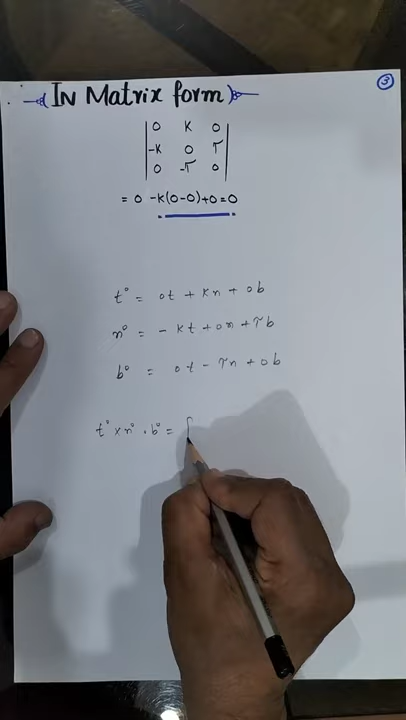 ③
IN Matrix form
| 0 K 0 |
| -K 0 τ |
| 0 -τ 0 |
= 0 -K(0-0)+0=0
t° = 0t + Kn + 0b
n° = - Kt + 0n + τb
b° = 0t - τn + 0b
t° × n° . b° = [